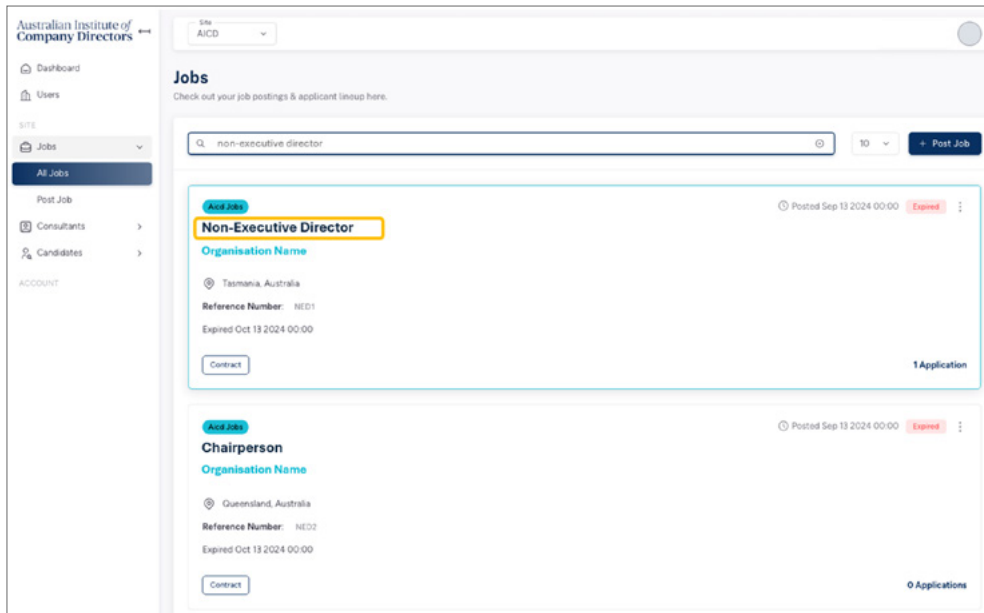 Australian Institute of
Company Directors
Dashboard
Users
SITE
Jobs
All Jobs
Post Job
Consultants
Candidates
ACCOUNT
Site
AICD
Jobs
Check out your job postings & applicant lineup here.
non-executive director
10
+ Post Job
Aicd Jobs
Posted Sep 13 2024 00:00 Expired
Non-Executive Director
Organisation Name
Tasmania, Australia
Reference Number: NED1
Expired Oct 13 2024 00:00
Contract
1 Application
Aicd Jobs
Posted Sep 13 2024 00:00 Expired
Chairperson
Organisation Name
Queensland, Australia
Reference Number: NED2
Expired Oct 13 2024 00:00
Contract
0 Applications